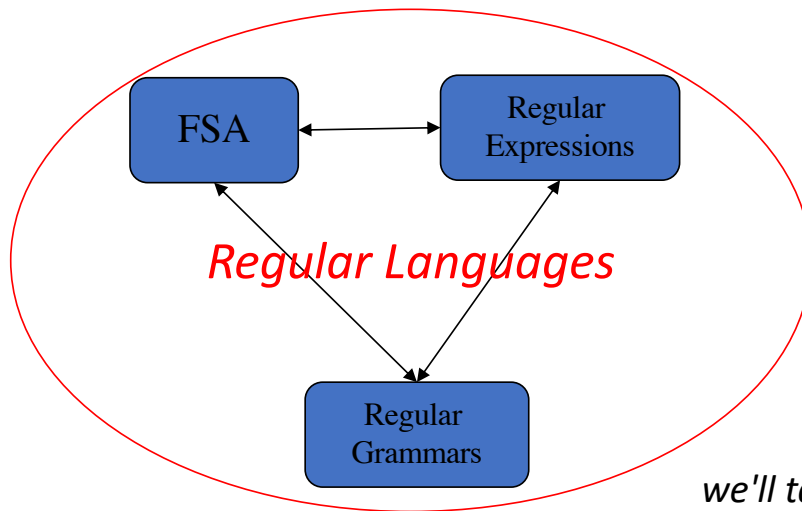 FSA
Regular
Expressions
Regular Languages
Regular
Grammars
we'll